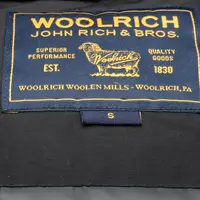 WOOLRICH
JOHN RICH & BROS.
SUPERIOR PERFORMANCE
QUALITY GOODS
Woolrich
EST.
1830
WOOLRICH WOOLEN MILLS - WOOLRICH, PA
S